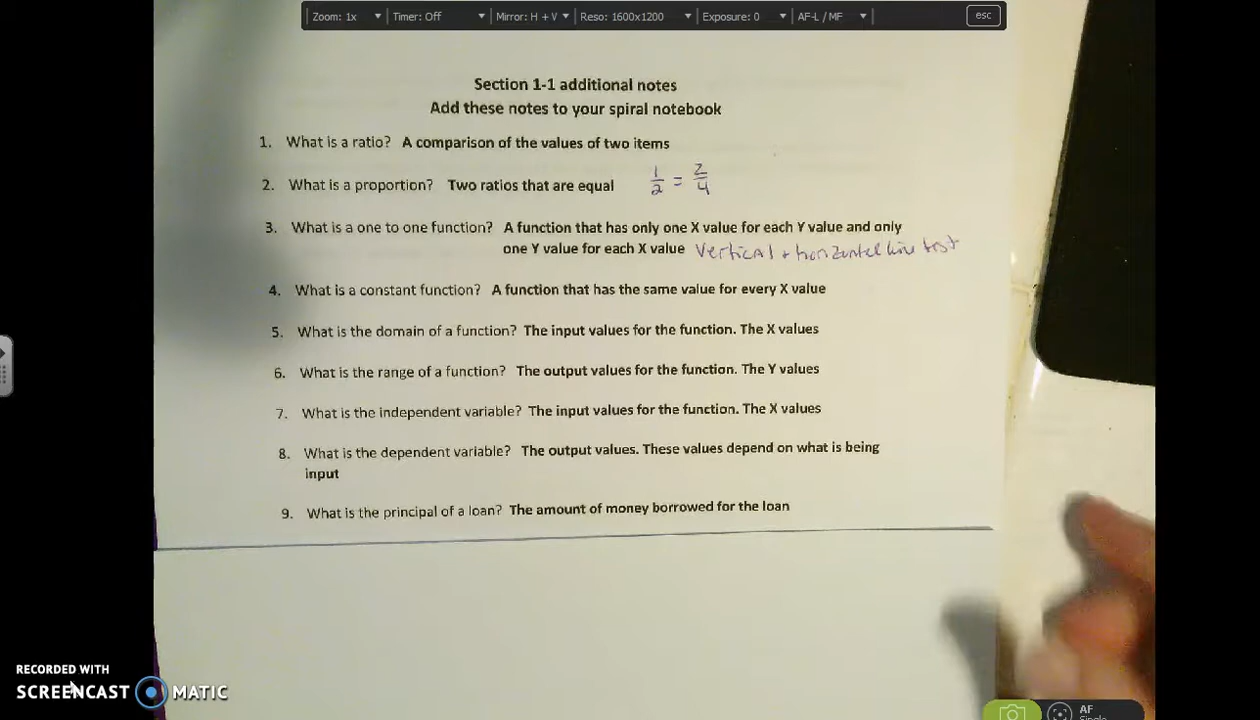 Zoom: 1x Timer: Off Mirror: H + V Reso: 1600x1200 Exposure: 0 AF-L / MF esc
Section 1-1 additional notes
Add these notes to your spiral notebook
1. What is a ratio? A comparison of the values of two items
2. What is a proportion? Two ratios that are equal 1/2 = 2/4
3. What is a one to one function? A function that has only one X value for each Y value and only
one Y value for each X value Vertical + horizontal line test
4. What is a constant function? A function that has the same value for every X value
5. What is the domain of a function? The input values for the function. The X values
6. What is the range of a function? The output values for the function. The Y values
7. What is the independent variable? The input values for the function. The X values
8. What is the dependent variable? The output values. These values depend on what is being
input
9. What is the principal of a loan? The amount of money borrowed for the loan
RECORDED WITH
SCREENCAST MATIC
AF
Single